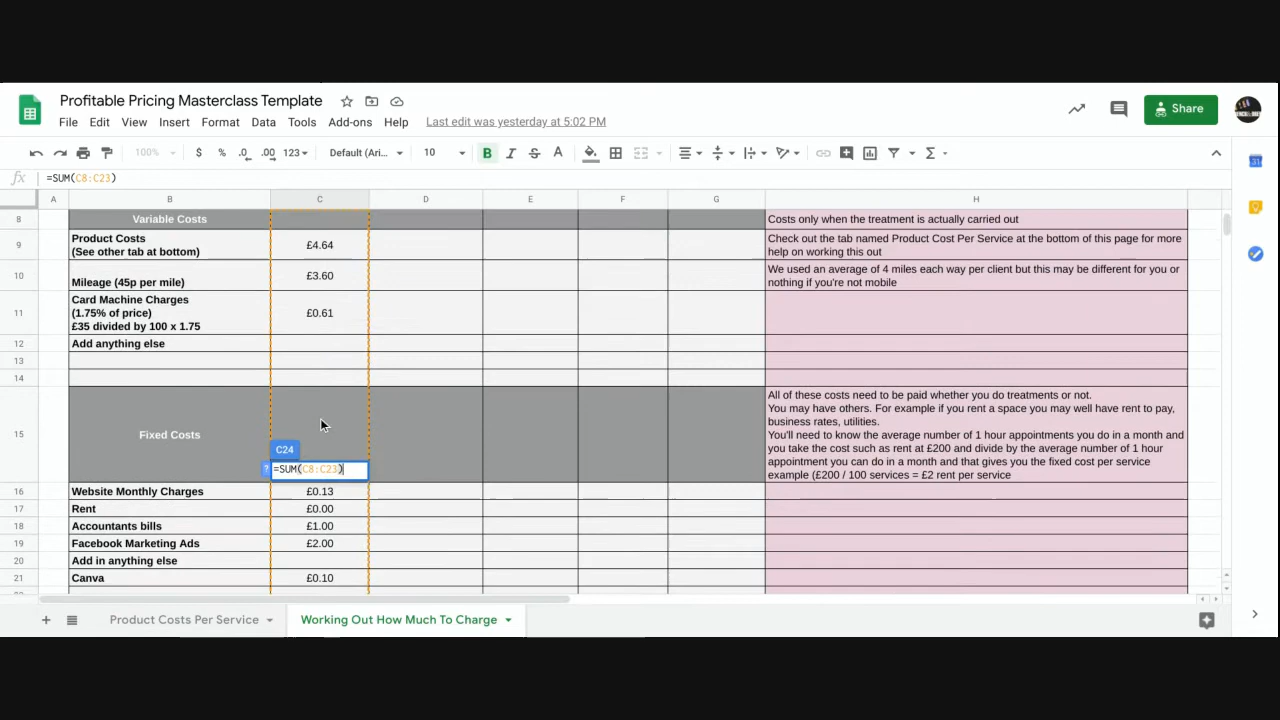 Profitable Pricing Masterclass Template
File Edit View Insert Format Data Tools Add-ons Help Last edit was yesterday at 5:02 PM
Share
100% $ % .0 .00 123 Default (Ari... 10 B I S A Σ
fx =SUM(C8:C23)
A B C D E F G H
8 Variable Costs Costs only when the treatment is actually carried out
9 Product Costs
(See other tab at bottom) £4.64 Check out the tab named Product Cost Per Service at the bottom of this page for more
help on working this out
10 Mileage (45p per mile) £3.60 We used an average of 4 miles each way per client but this may be different for you or
nothing if you're not mobile
11 Card Machine Charges
(1.75% of price)
£35 divided by 100 x 1.75 £0.61
12 Add anything else
13
14
15 Fixed Costs
All of these costs need to be paid whether you do treatments or not.
You may have others. For example if you rent a space you may well have rent to pay,
business rates, utilities.
You'll need to know the average number of 1 hour appointments you do in a month and
you take the cost such as rent at £200 and divide by the average number of 1 hour
appointment you can do in a month and that gives you the fixed cost per service
example (£200 / 100 services = £2 rent per service
C24
? =SUM(C8:C23)
16 Website Monthly Charges £0.13
17 Rent £0.00
18 Accountants bills £1.00
19 Facebook Marketing Ads £2.00
20 Add in anything else
21 Canva £0.10
+ Product Costs Per Service Working Out How Much To Charge